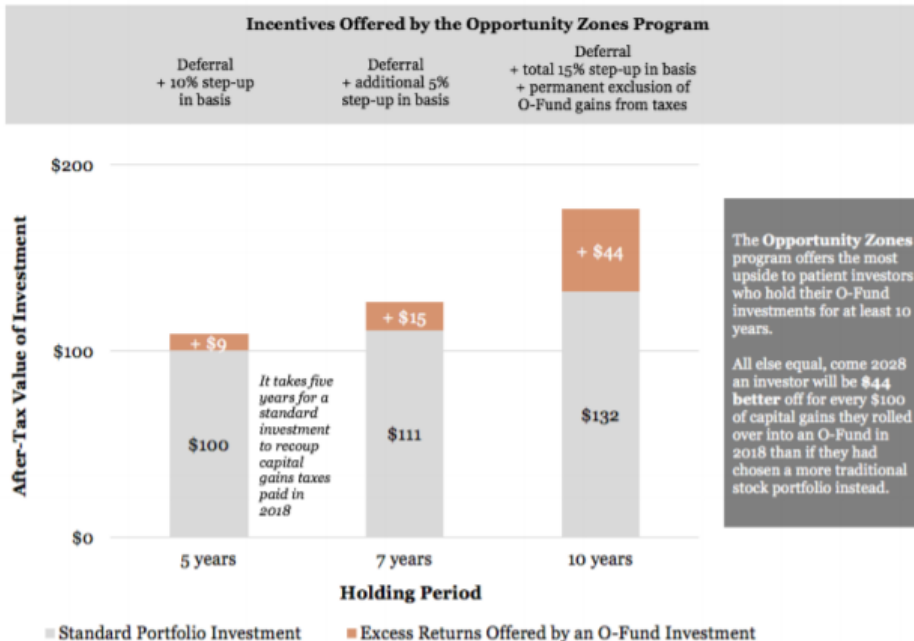 Incentives Offered by the Opportunity Zones Program
Deferral
+ 10% step-up
in basis
Deferral
+ additional 5%
step-up in basis
Deferral
+ total 15% step-up in basis
+ permanent exclusion of
O-Fund gains from taxes
After-Tax Value of Investment
$200
$100
$0
+ $9
$100
It takes five
years for a
standard
investment
to recoup
capital
gains taxes
paid in
2018
+ $15
$111
+ $44
$132
5 years
7 years
10 years
Holding Period
Standard Portfolio Investment
Excess Returns Offered by an O-Fund Investment
The Opportunity Zones
program offers the most
upside to patient investors
who hold their O-Fund
investments for at least 10
years.
All else equal, come 2028
an investor will be $44
better off for every $100
of capital gains they rolled
over into an O-Fund in
2018 than if they had
chosen a more traditional
stock portfolio instead.